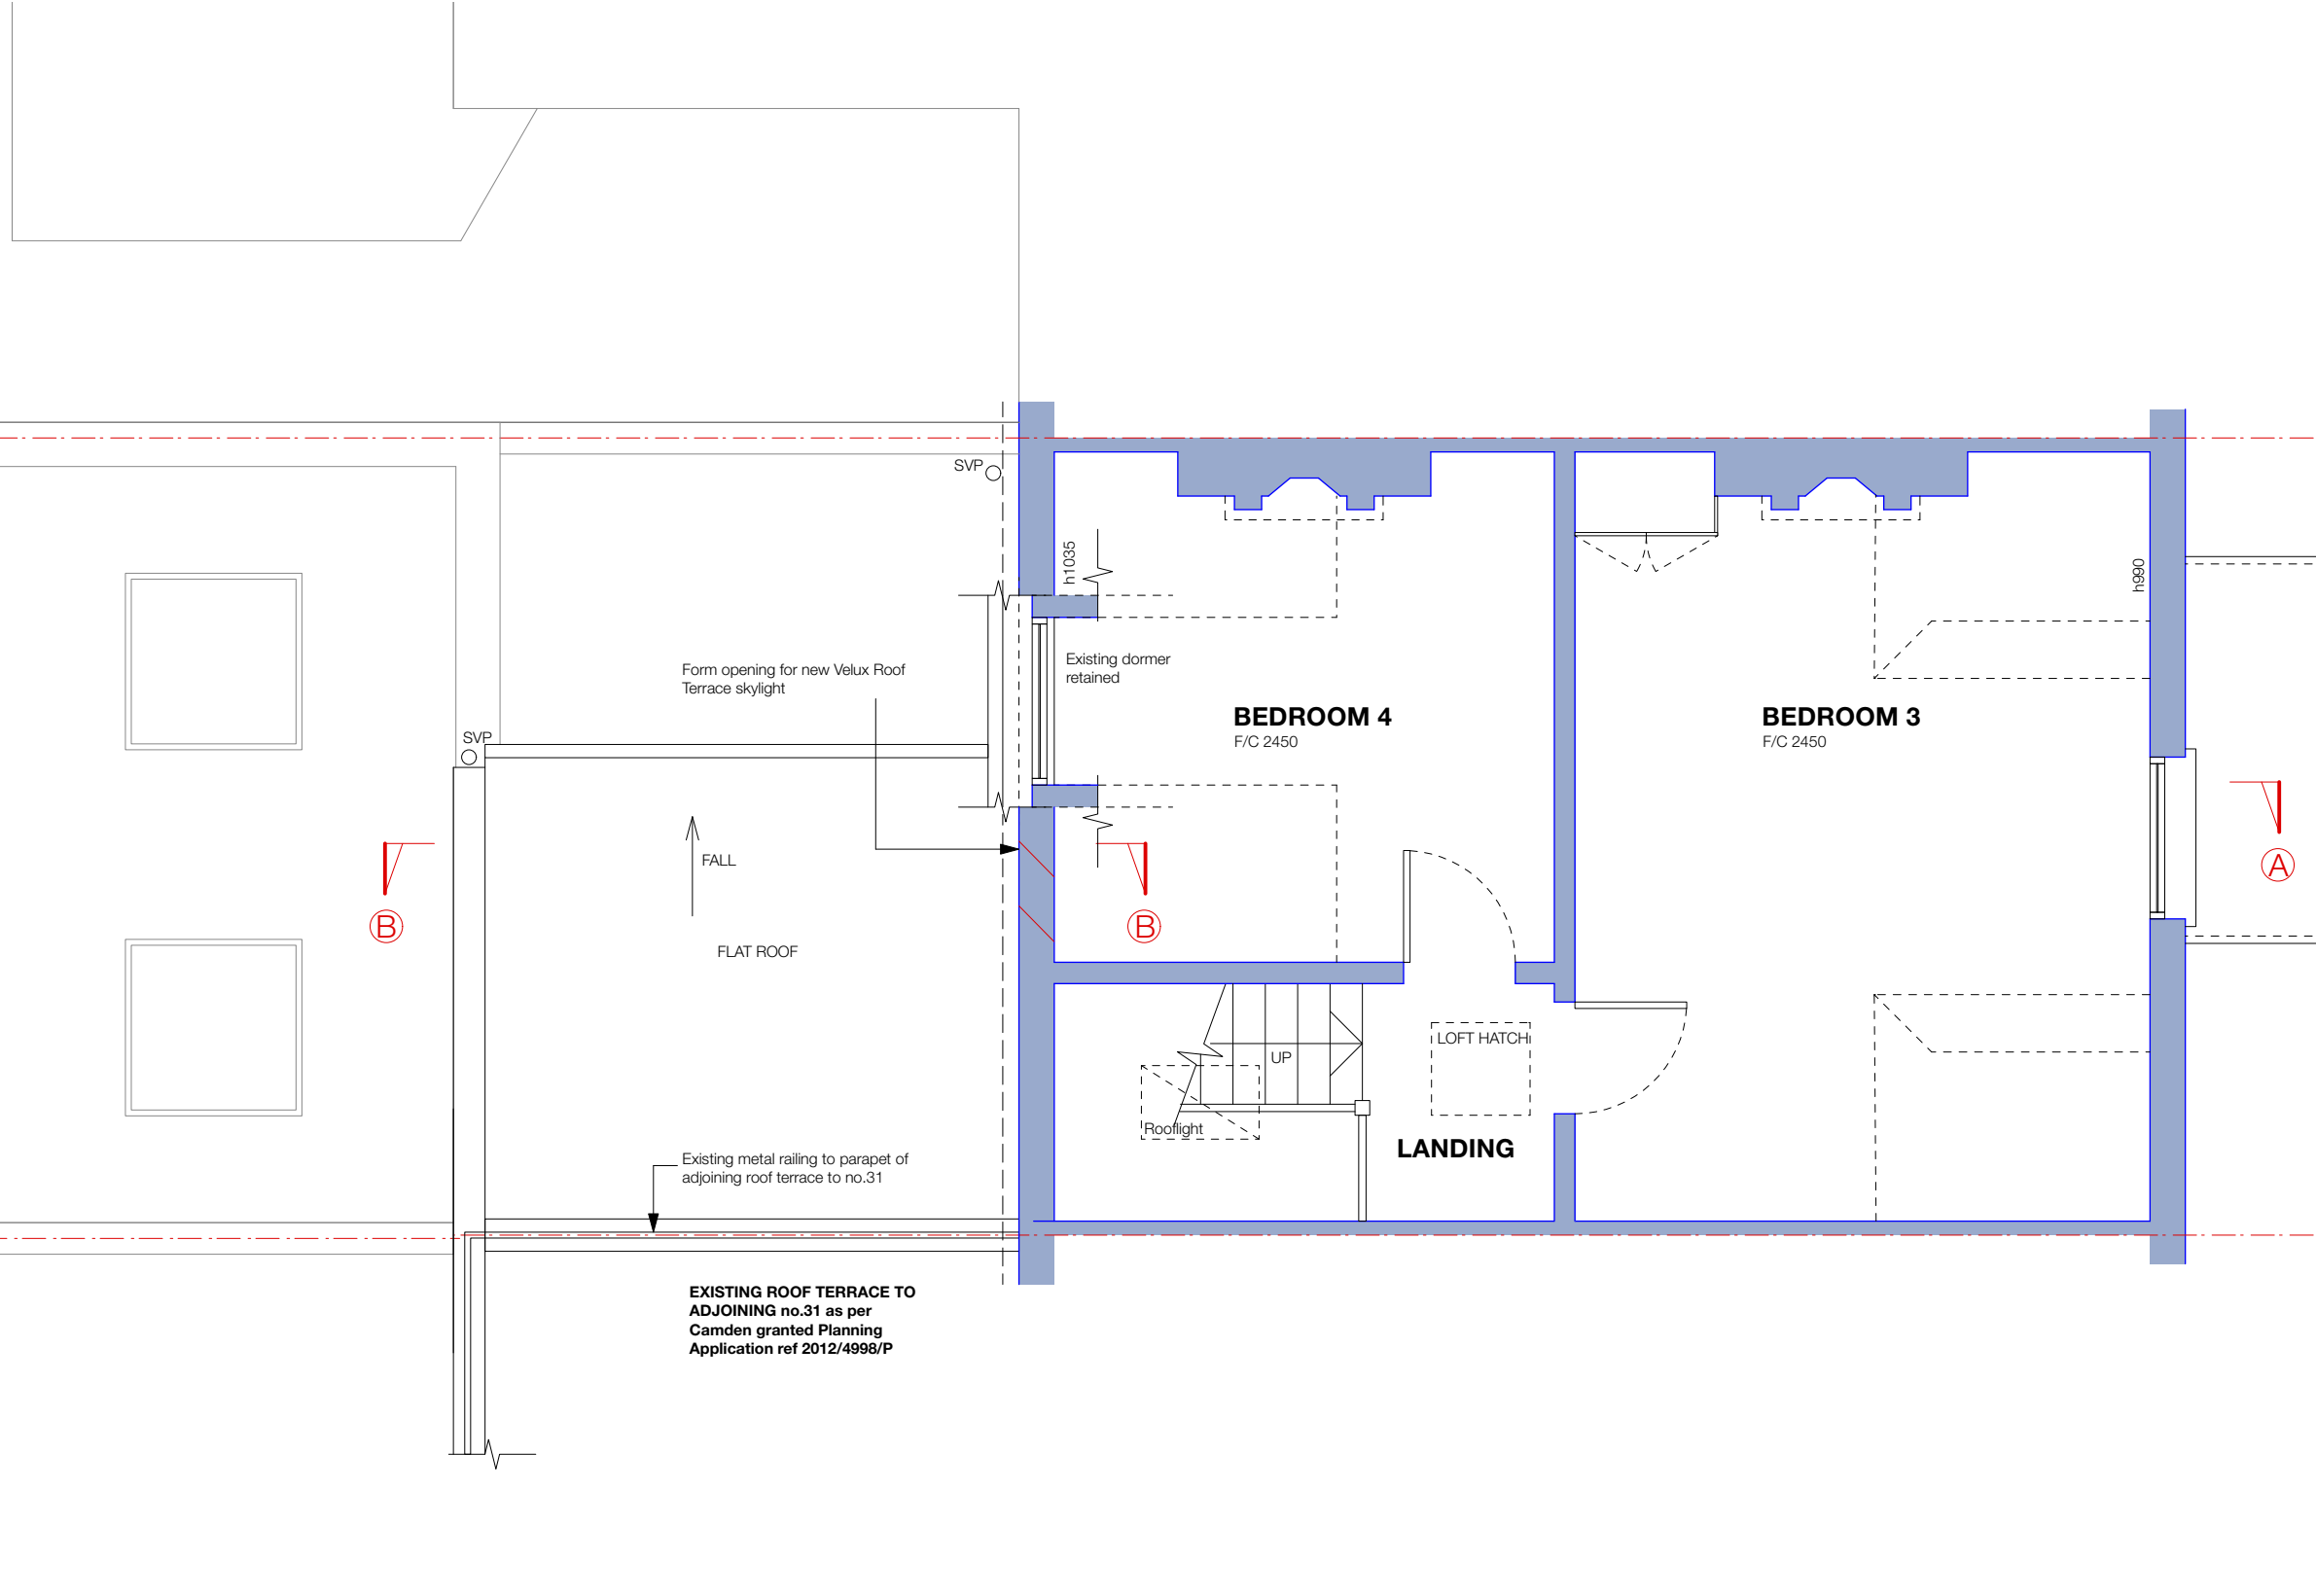 SVP
h1035
h990
Form opening for new Velux Roof
Terrace skylight
Existing dormer
retained
BEDROOM 4
F/C 2450
BEDROOM 3
F/C 2450
SVP
FALL
A
B
B
FLAT ROOF
LOFT HATCH
UP
Rooflight
LANDING
Existing metal railing to parapet of
adjoining roof terrace to no.31
EXISTING ROOF TERRACE TO
ADJOINING no.31 as per
Camden granted Planning
Application ref 2012/4998/P